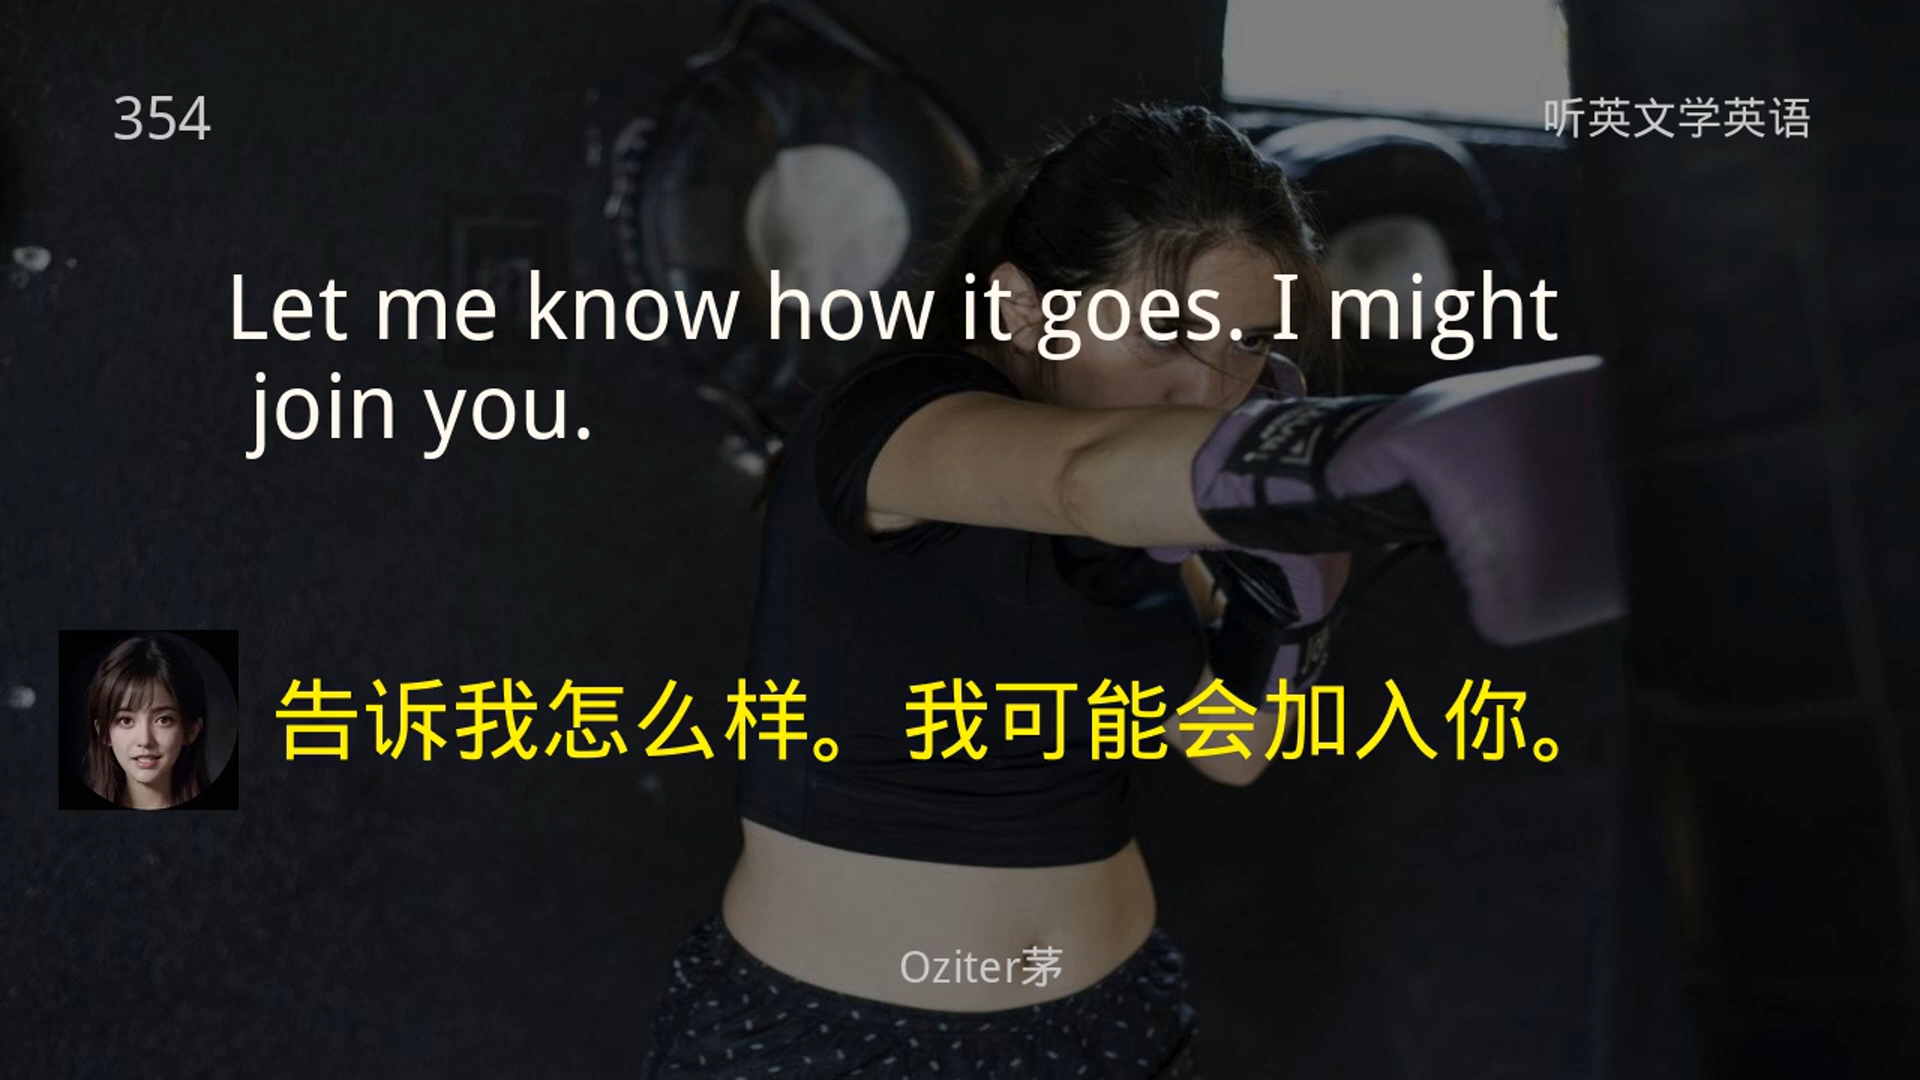 354
听英文学英语
Let me know how it goes. I might
join you.
告诉我怎么样。 我可能会加入你。
Oziter茅